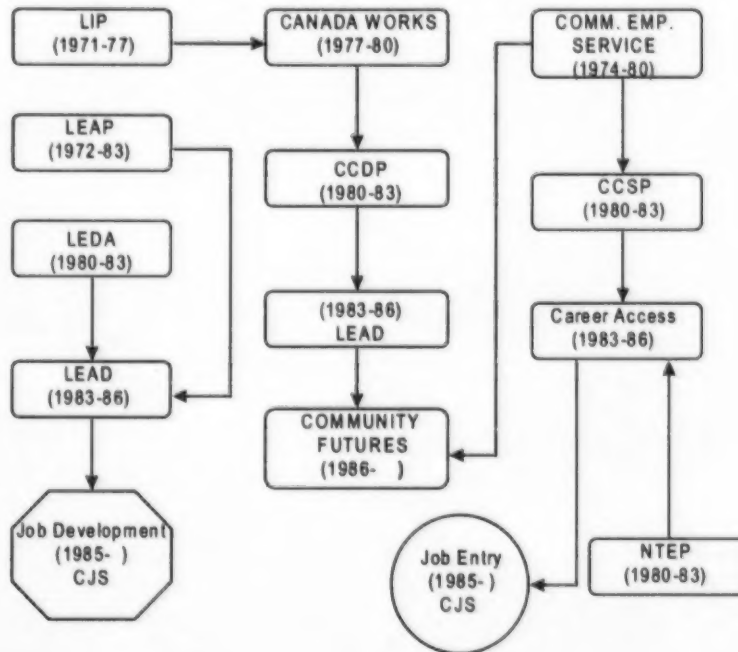 LIP
(1971-77)
CANADA WORKS
(1977-80)
COMM. EMP.
SERVICE
(1974-80)
LEAP
(1972-83)
CCDP
(1980-83)
CCSP
(1980-83)
LEDA
(1980-83)
(1983-86)
LEAD
Career Access
(1983-86)
LEAD
(1983-86)
COMMUNITY
FUTURES
(1986- )
Job Development
(1985- )
CJS
Job Entry
(1985- )
CJS
NTEP
(1980-83)